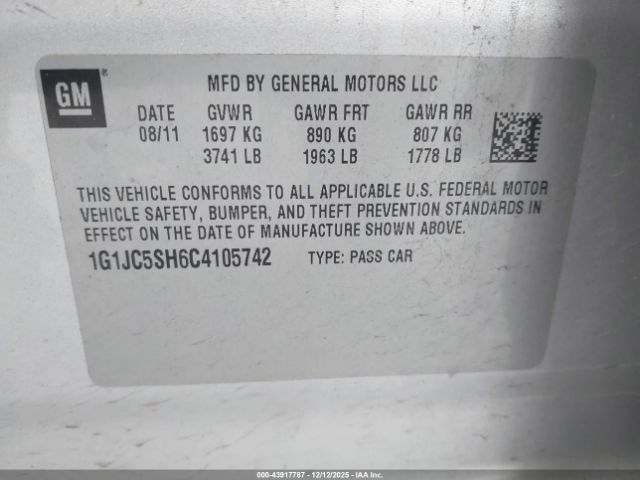 GM
MFD BY GENERAL MOTORS LLC
DATE GVWR GAWR FRT GAWR RR
08/11 1697 KG 890 KG 807 KG
3741 LB 1963 LB 1778 LB
THIS VEHICLE CONFORMS TO ALL APPLICABLE U.S. FEDERAL MOTOR
VEHICLE SAFETY, BUMPER, AND THEFT PREVENTION STANDARDS IN
EFFECT ON THE DATE OF MANUFACTURE SHOWN ABOVE.
1G1JC5SH6C4105742 TYPE: PASS CAR
000-43917787 - 12/12/2025 - IAAI.COM